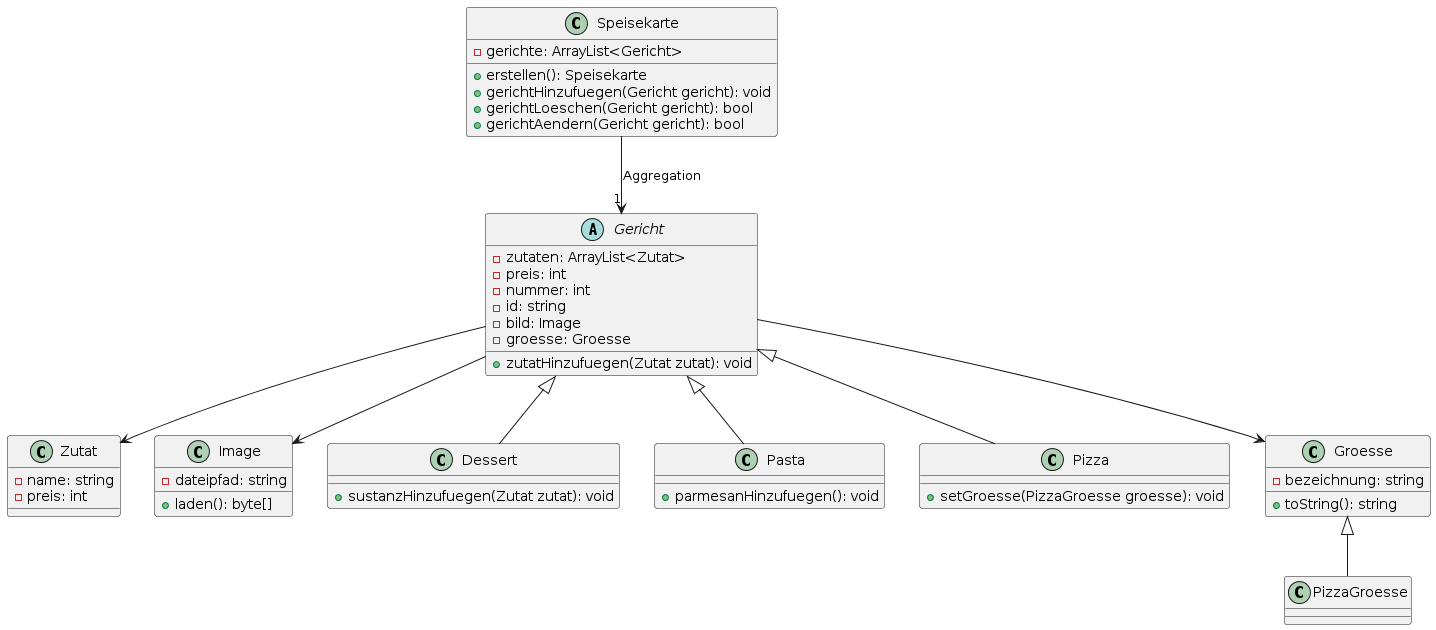 C Speisekarte
gerichte: ArrayList<Gericht>
erstellen(): Speisekarte
gerichtHinzufuegen(Gericht gericht): void
gerichtLoeschen(Gericht gericht): bool
gerichtAendern(Gericht gericht): bool
Aggregation
1
A Gericht
zutaten: ArrayList<Zutat>
preis: int
nummer: int
id: string
bild: Image
groesse: Groesse
zutatHinzufuegen(Zutat zutat): void
C Zutat
name: string
preis: int
C Image
dateipfad: string
laden(): byte[]
C Dessert
sustanzHinzufuegen(Zutat zutat): void
C Pasta
parmesanHinzufuegen(): void
C Pizza
setGroesse(PizzaGroesse groesse): void
C Groesse
bezeichnung: string
toString(): string
C PizzaGroesse